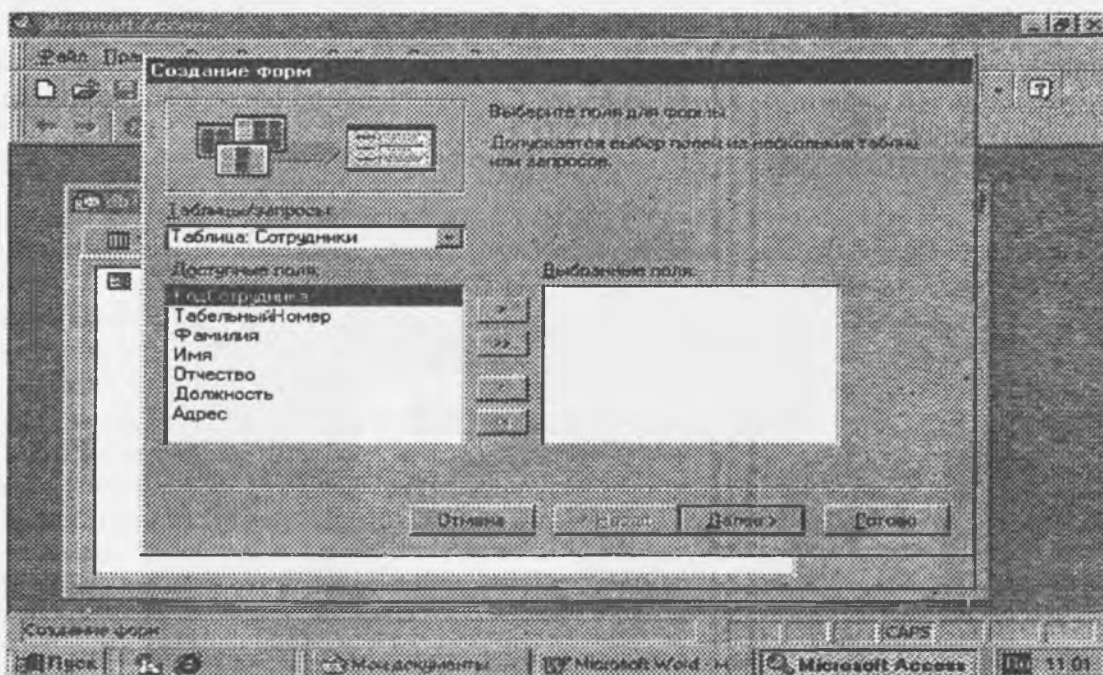 Microsoft Access
Файл
Создание форм
Выберите поля для формы.
Допускается выбор полей из нескольких таблиц
или запросов.
Таблицы/запросы:
Таблица: Сотрудники
Доступные поля:
Выбранные поля:
КодСотрудника
ТабельныйНомер
Фамилия
Имя
Отчество
Должность
Адрес
>
>>
<
<<
Отмена
< Назад
Далее >
Готово
Создание форм
CAPS
Пуск
Мои документы
Microsoft Word - м
Microsoft Access
11:01